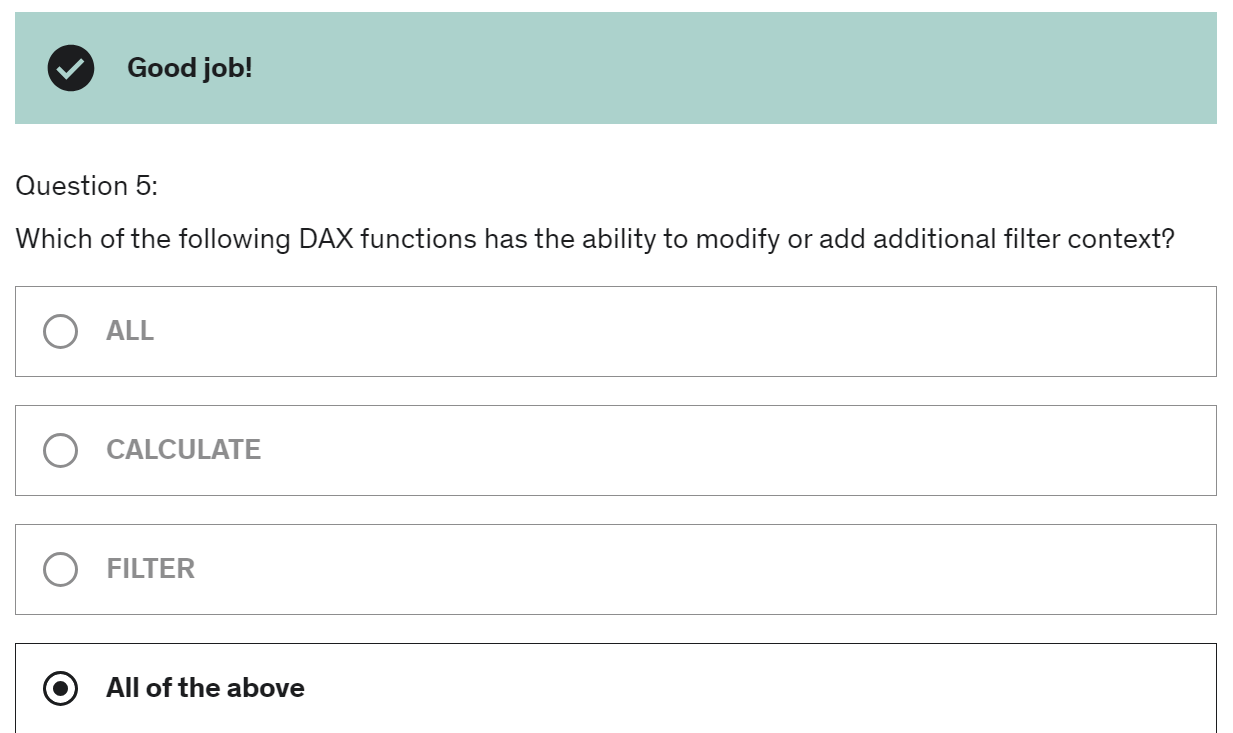 Good job!
Question 5:
Which of the following DAX functions has the ability to modify or add additional filter context?
ALL
CALCULATE
FILTER
All of the above